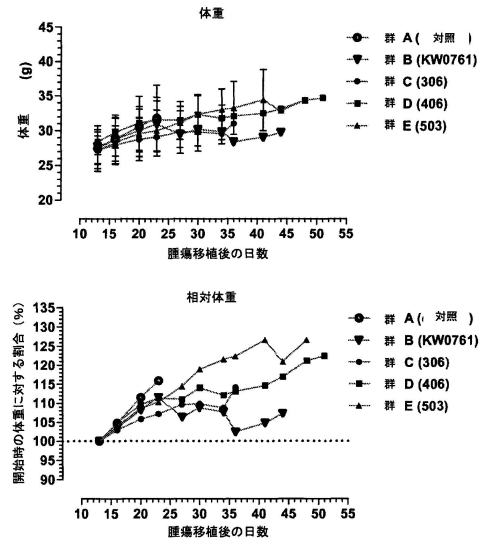 体重
45
40
35
30
25
20
体重 (g)
10 15 20 25 30 35 40 45 50 55
腫瘍移植後の日数
群 A ( 対照 )
群 B (KW0761)
群 C (306)
群 D (406)
群 E (503)
相対体重
135
130
125
120
115
110
105
100
95
90
開始時の体重に対する割合 (%)
10 15 20 25 30 35 40 45 50 55
腫瘍移植後の日数
群 A ( 対照 )
群 B (KW0761)
群 C (306)
群 D (406)
群 E (503)